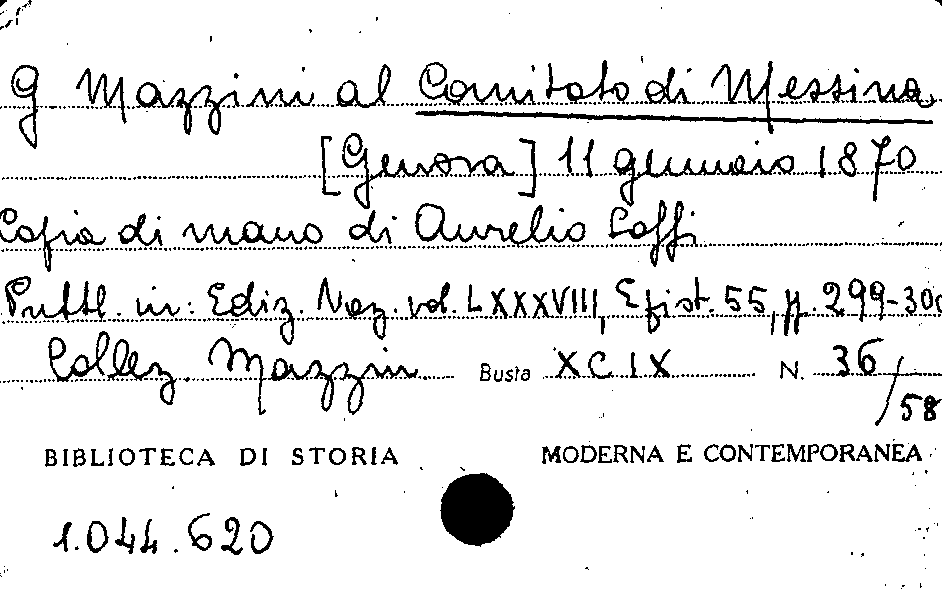 G. Mazzini al Comitato di Messina
[Genova] 11 gennaio 1870
Copia di mano di Aurelio Saffi
Pubbl. in: Ediz. Naz. vol. LXXXVIII, Epist. 55, pp. 299-300
Collez. Mazzini Busta XCIX N. 36/58
BIBLIOTECA DI STORIA MODERNA E CONTEMPORANEA
1.044.620